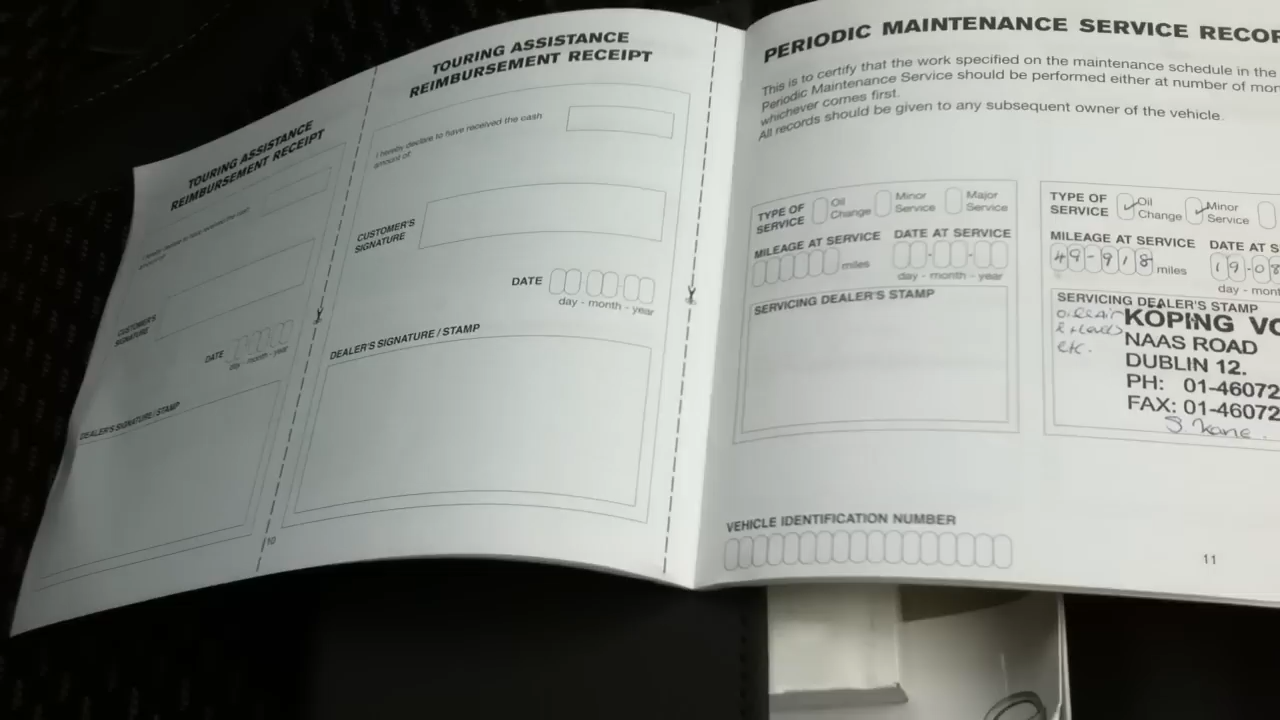 TOURING ASSISTANCE
REIMBURSEMENT RECEIPT
amount of:
CUSTOMER'S
SIGNATURE
DATE
day - month - year
DEALER'S SIGNATURE / STAMP
10
TOURING ASSISTANCE
REIMBURSEMENT RECEIPT
I hereby declare to have received the cash
amount of:
CUSTOMER'S
SIGNATURE
DATE
day - month - year
DEALER'S SIGNATURE / STAMP
PERIODIC MAINTENANCE SERVICE RECOR
This is to certify that the work specified on the maintenance schedule in the
Periodic Maintenance Service should be performed either at number of mon
whichever comes first.
All records should be given to any subsequent owner of the vehicle.
TYPE OF
SERVICE
Oil
Change
Minor
Service
Major
Service
MILEAGE AT SERVICE
miles
DATE AT SERVICE
day - month - year
SERVICING DEALER'S STAMP
VEHICLE IDENTIFICATION NUMBER
TYPE OF
SERVICE
Oil
Change
Minor
Service
MILEAGE AT SERVICE
49-918 miles
DATE AT S
19.08
day - mont
SERVICING DEALER'S STAMP
etc.
KOPING VO
NAAS ROAD
DUBLIN 12.
PH: 01-46072
FAX: 01-46072
S Kane.
11